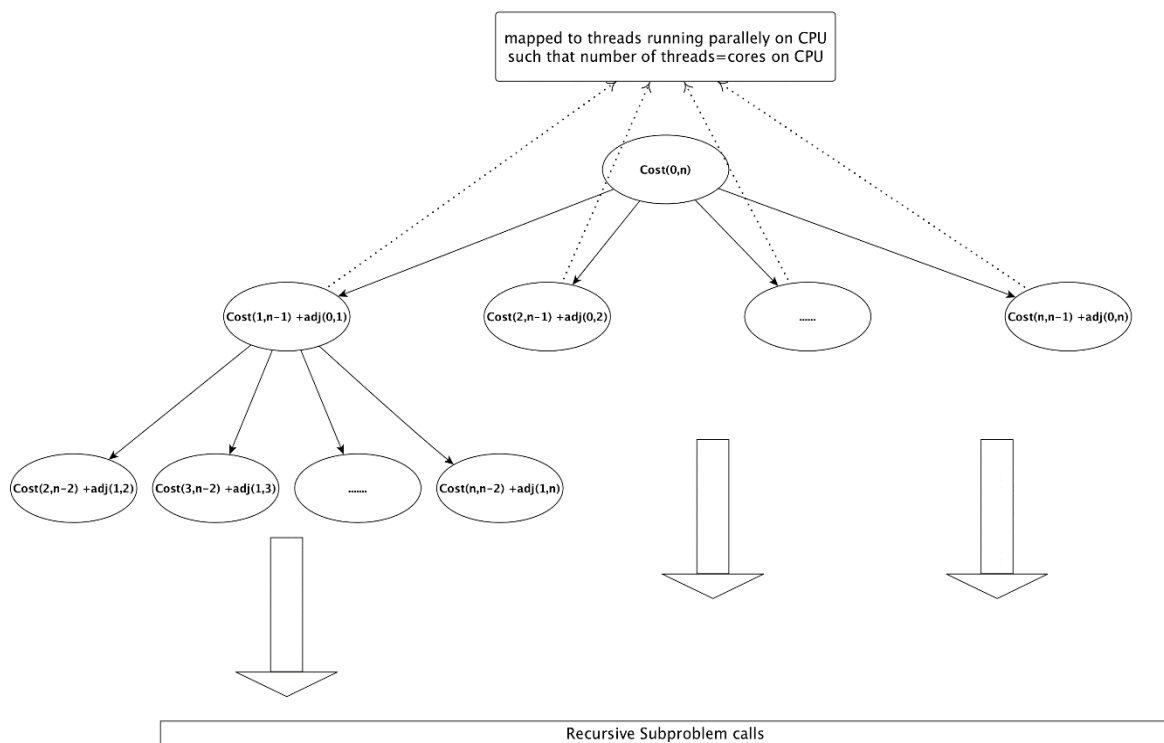 mapped to threads running parallely on CPU
such that number of threads=cores on CPU
Cost(0,n)
Cost(1,n-1) +adj(0,1)
Cost(2,n-1) +adj(0,2)
......
Cost(n,n-1) +adj(0,n)
Cost(2,n-2) +adj(1,2)
Cost(3,n-2) +adj(1,3)
.......
Cost(n,n-2) +adj(1,n)
Recursive Subproblem calls